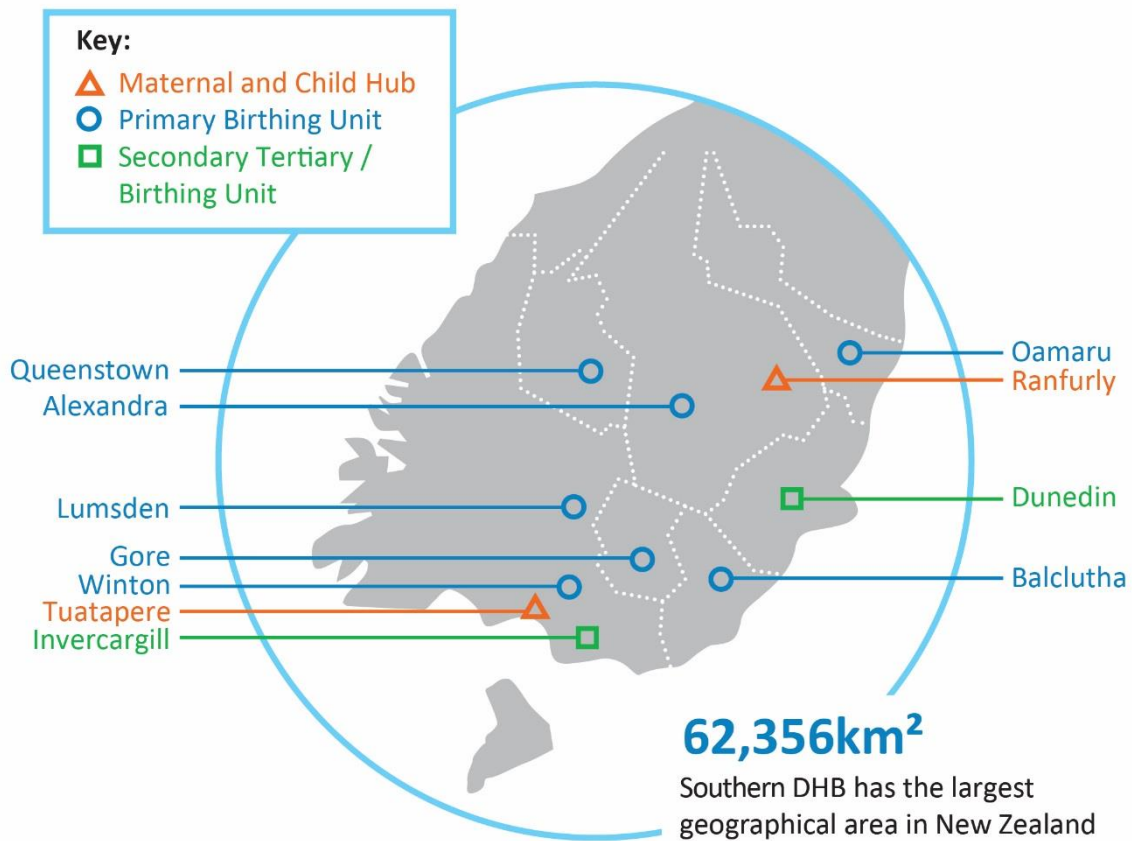 Key:
Maternal and Child Hub
Primary Birthing Unit
Secondary Tertiary /
Birthing Unit
Queenstown
Alexandra
Lumsden
Gore
Winton
Tuatapere
Invercargill
Oamaru
Ranfurly
Dunedin
Balclutha
62,356km²
Southern DHB has the largest
geographical area in New Zealand